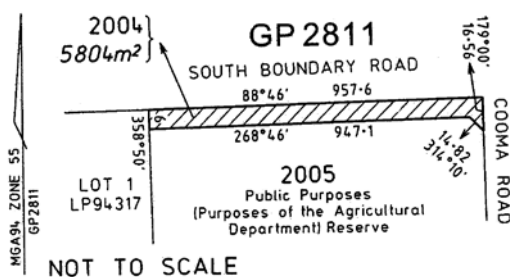 2004
5804m²
GP 2811
SOUTH BOUNDARY ROAD
88°46' 957·6
268°46' 947·1
358°50'
6·
179°00'
16·56
14·82
314°10'
COOMA ROAD
MGA94 ZONE 55
GP2811
LOT 1
LP94317
2005
Public Purposes
(Purposes of the Agricultural
Department) Reserve
NOT TO SCALE